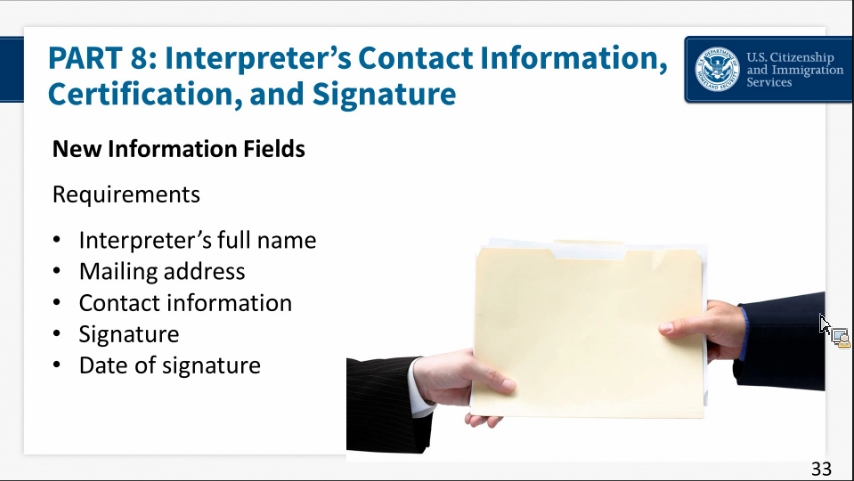 PART 8: Interpreter’s Contact Information,
Certification, and Signature
U.S. Citizenship
and Immigration
Services
New Information Fields
Requirements
• Interpreter’s full name
• Mailing address
• Contact information
• Signature
• Date of signature
33